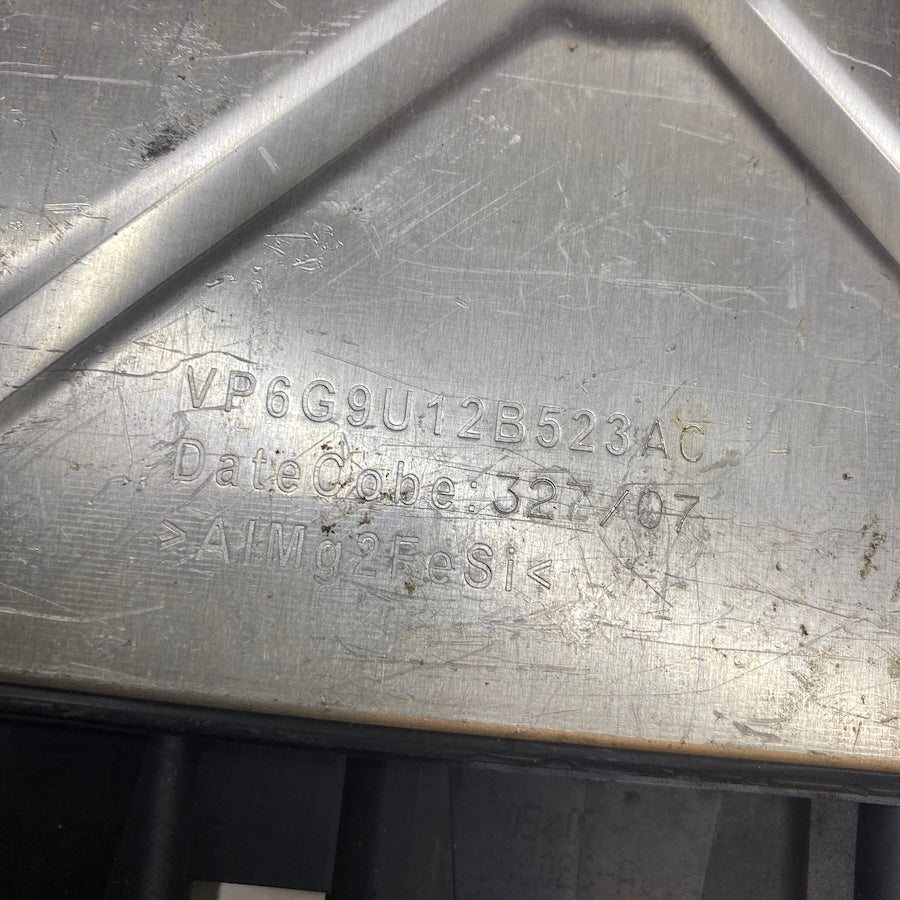 VP6G9U12B523AC
DateCobe:327/07
>AlMg2FeSi<